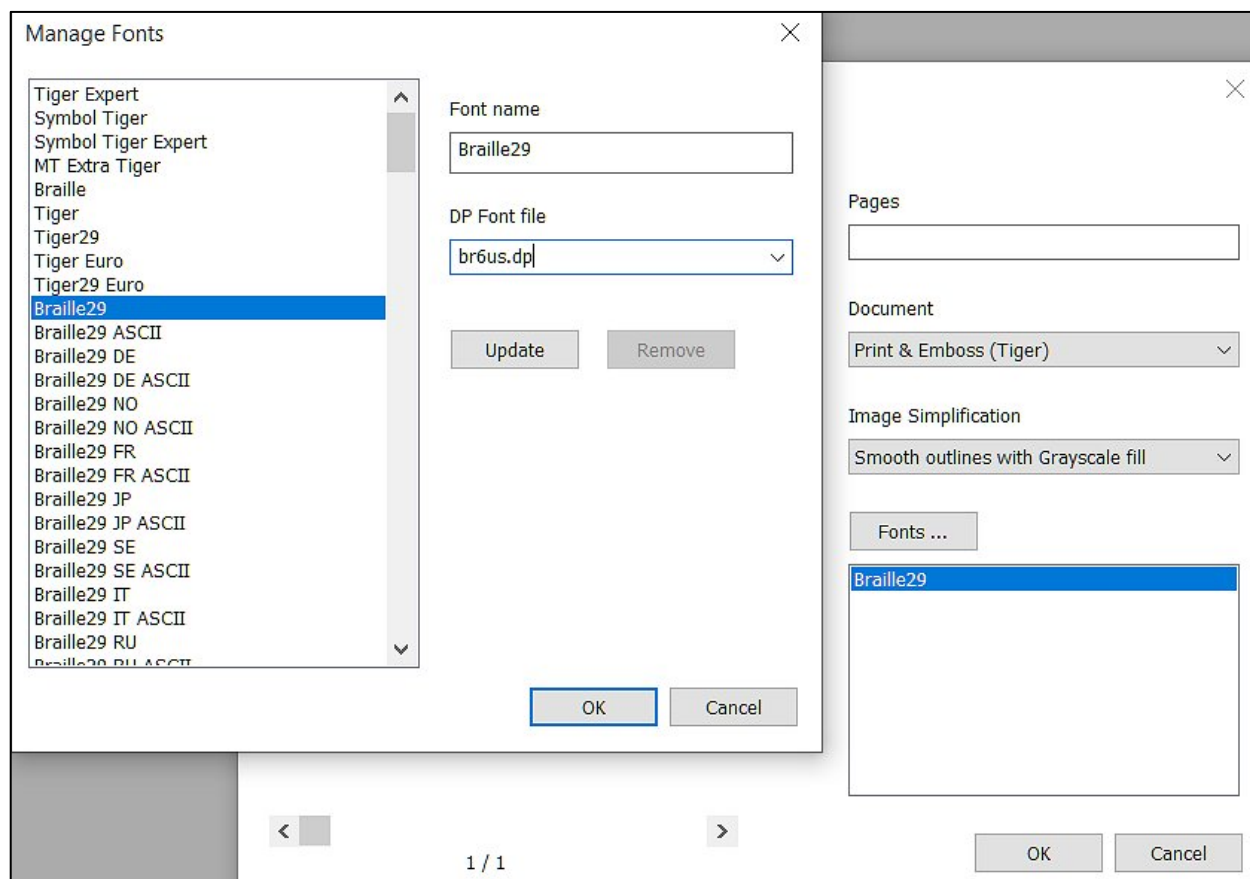 Manage Fonts
Tiger Expert
Symbol Tiger
Symbol Tiger Expert
MT Extra Tiger
Braille
Tiger
Tiger29
Tiger Euro
Tiger29 Euro
Braille29
Braille29 ASCII
Braille29 DE
Braille29 DE ASCII
Braille29 NO
Braille29 NO ASCII
Braille29 FR
Braille29 FR ASCII
Braille29 JP
Braille29 JP ASCII
Braille29 SE
Braille29 SE ASCII
Braille29 IT
Braille29 IT ASCII
Braille29 RU
Braille29 RU ASCII
Font name
Braille29
DP Font file
br6us.dp
Update
Remove
OK
Cancel
Pages
Document
Print & Emboss (Tiger)
Image Simplification
Smooth outlines with Grayscale fill
Fonts ...
Braille29
1 / 1
OK
Cancel